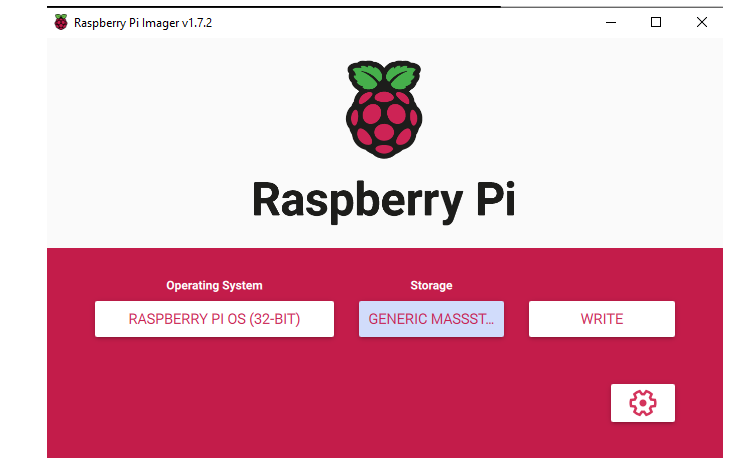 Raspberry Pi Imager v1.7.2
Raspberry Pi
Operating System
Storage
RASPBERRY PI OS (32-BIT)
GENERIC MASSST...
WRITE